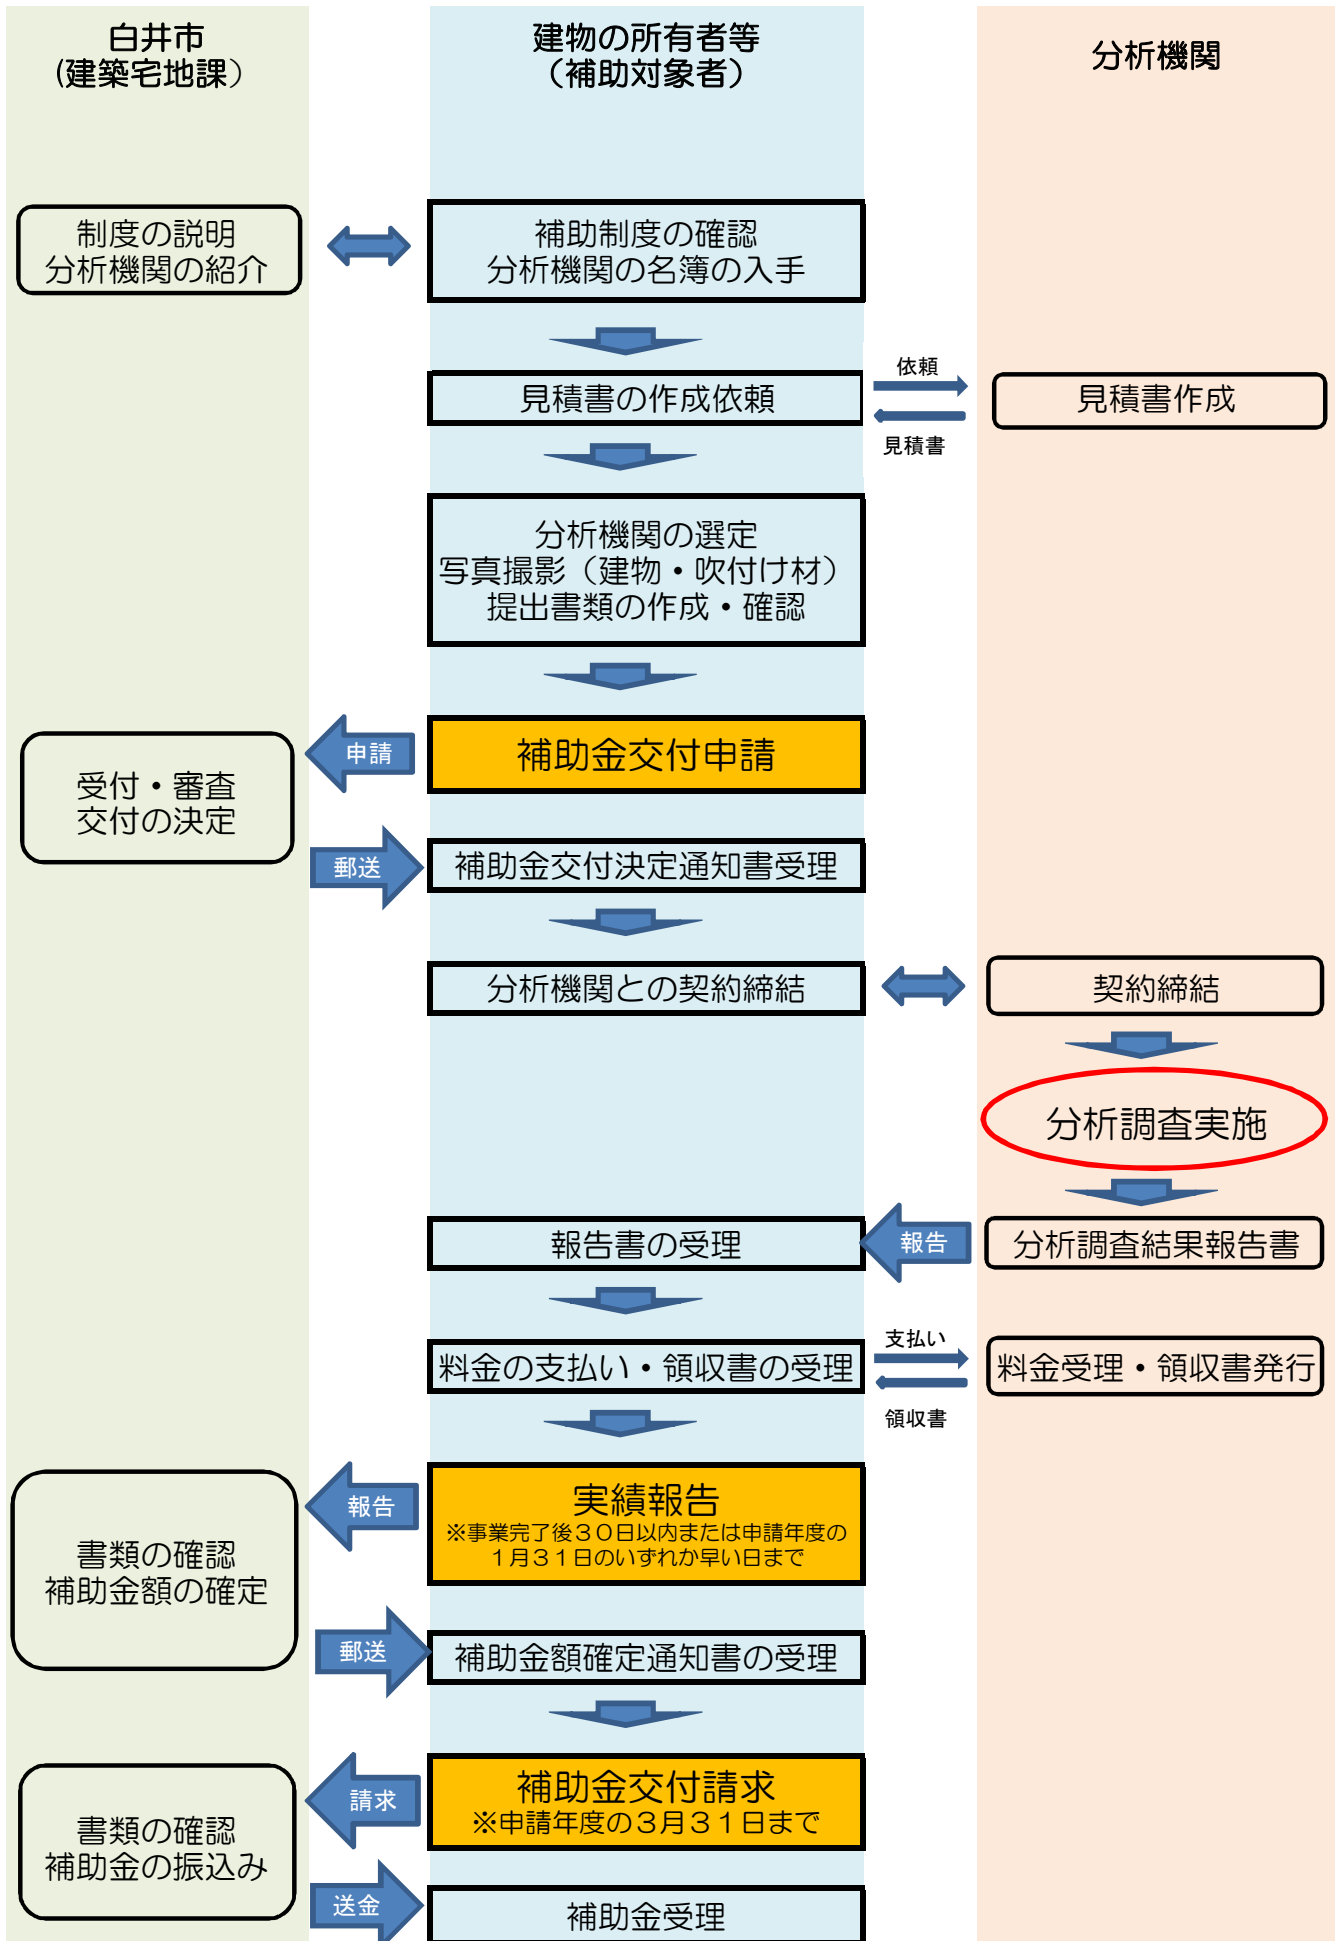 白井市
(建築宅地課)
建物の所有者等
(補助対象者)
分析機関
制度の説明
分析機関の紹介
補助制度の確認
分析機関の名簿の入手
見積書の作成依頼
依頼
見積書
見積書作成
分析機関の選定
写真撮影(建物・吹付け材)
提出書類の作成・確認
補助金交付申請
申請
受付・審査
交付の決定
郵送
補助金交付決定通知書受理
分析機関との契約締結
契約締結
分析調査実施
報告書の受理
報告
分析調査結果報告書
料金の支払い・領収書の受理
支払い
領収書
料金受理・領収書発行
実績報告
※事業完了後30日以内または申請年度の
1月31日のいずれか早い日まで
報告
書類の確認
補助金額の確定
郵送
補助金額確定通知書の受理
補助金交付請求
※申請年度の3月31日まで
請求
書類の確認
補助金の振込み
送金
補助金受理